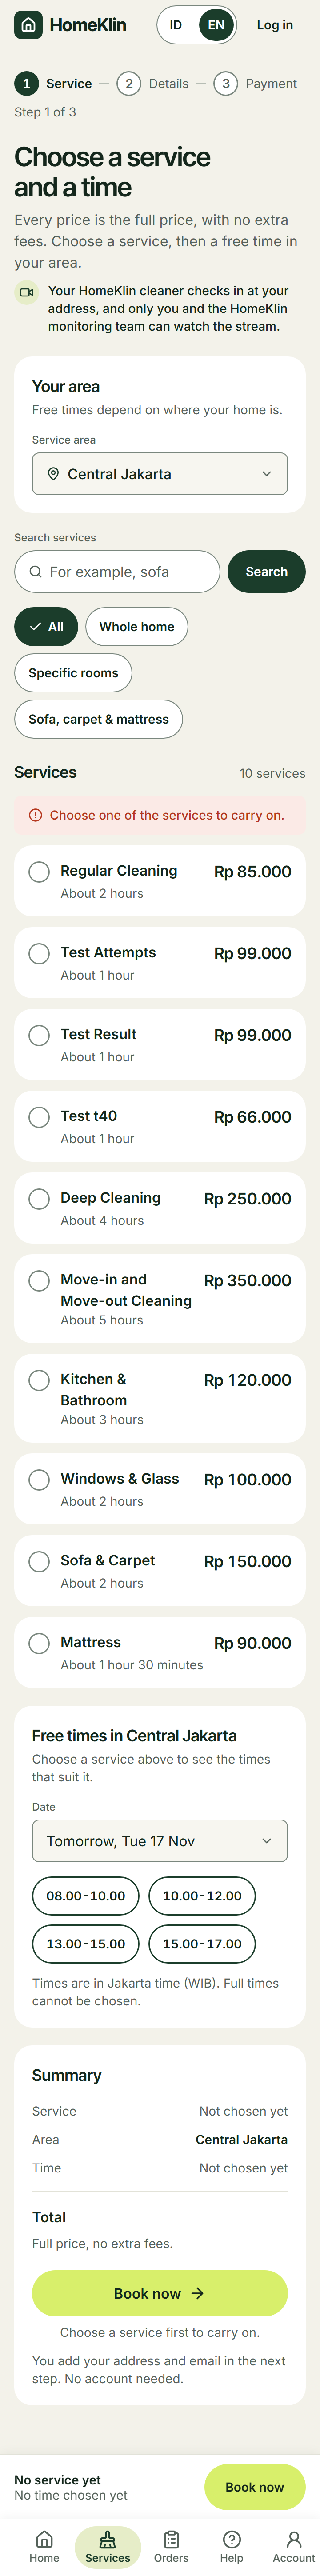 HomeKlin
ID EN Log in
1 Service 2 Details 3 Payment
Step 1 of 3
Choose a service
and a time
Every price is the full price, with no extra
fees. Choose a service, then a free time in
your area.
Your HomeKlin cleaner checks in at your
address, and only you and the HomeKlin
monitoring team can watch the stream.
Your area
Free times depend on where your home is.
Service area
Central Jakarta
Search services
For example, sofa
Search
All
Whole home
Specific rooms
Sofa, carpet & mattress
Services 10 services
Choose one of the services to carry on.
Regular Cleaning Rp 85.000
About 2 hours
Test Attempts Rp 99.000
About 1 hour
Test Result Rp 99.000
About 1 hour
Test t40 Rp 66.000
About 1 hour
Deep Cleaning Rp 250.000
About 4 hours
Move-in and Rp 350.000
Move-out Cleaning
About 5 hours
Kitchen & Rp 120.000
Bathroom
About 3 hours
Windows & Glass Rp 100.000
About 2 hours
Sofa & Carpet Rp 150.000
About 2 hours
Mattress Rp 90.000
About 1 hour 30 minutes
Free times in Central Jakarta
Choose a service above to see the times
that suit it.
Date
Tomorrow, Tue 17 Nov
08.00-10.00 10.00-12.00
13.00-15.00 15.00-17.00
Times are in Jakarta time (WIB). Full times
cannot be chosen.
Summary
Service Not chosen yet
Area Central Jakarta
Time Not chosen yet
Total
Full price, no extra fees.
Book now
Choose a service first to carry on.
You add your address and email in the next
step. No account needed.
No service yet
No time chosen yet
Book now
Home Services Orders Help Account